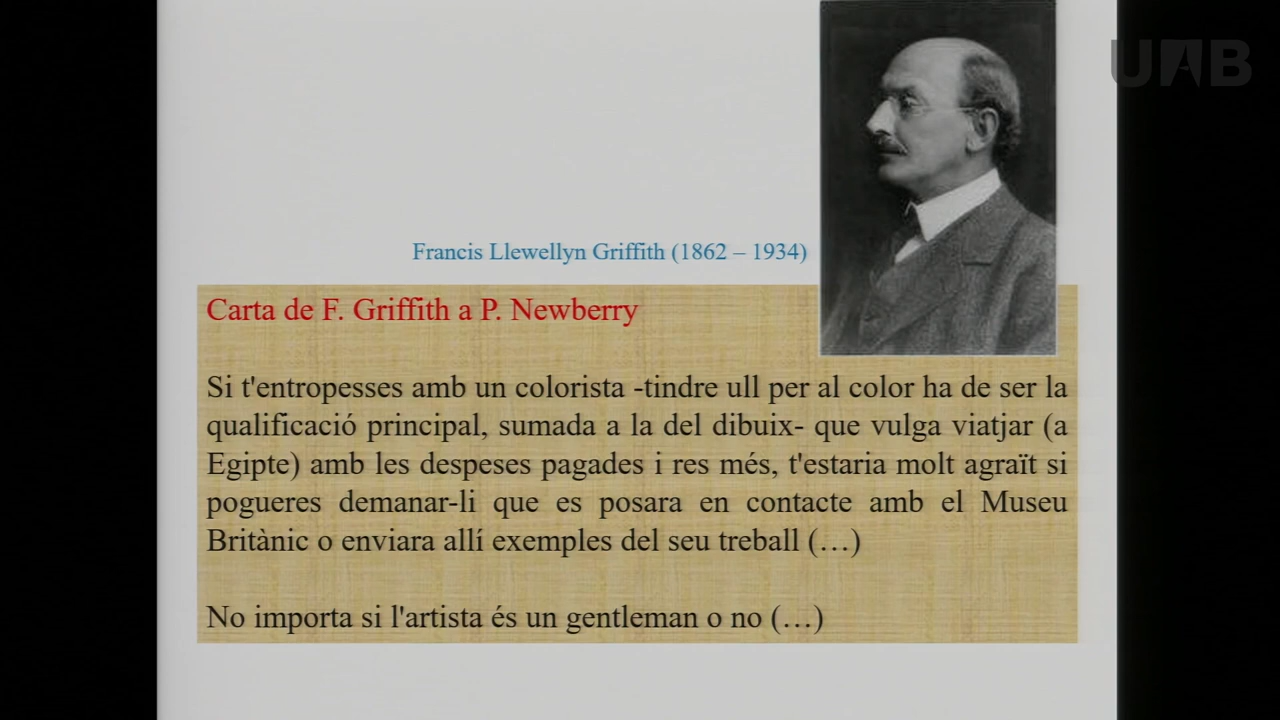 UAB
Francis Llewellyn Griffith (1862 – 1934)
Carta de F. Griffith a P. Newberry
Si t'entropesses amb un colorista -tindre ull per al color ha de ser la
qualificació principal, sumada a la del dibuix- que vulga viatjar (a
Egipte) amb les despeses pagades i res més, t'estaria molt agraït si
pogueres demanar-li que es posara en contacte amb el Museu
Britànic o enviara allí exemples del seu treball (…)
No importa si l'artista és un gentleman o no (…)